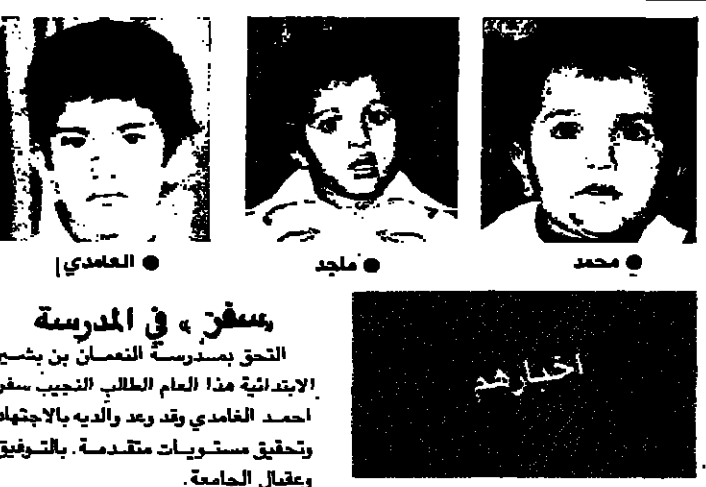 ● محمد
● ماجد
● الغامدي
اخبارهم
«سفر» في المدرسة
التحق بمدرسة النعمان بن بشير
الابتدائية هذا العام الطالب النجيب سفر
احمد الغامدي وقد وعد والديه بالاجتهاد
وتحقيق مستويات متقدمة. بالتوفيق
وعقبال الجامعة.